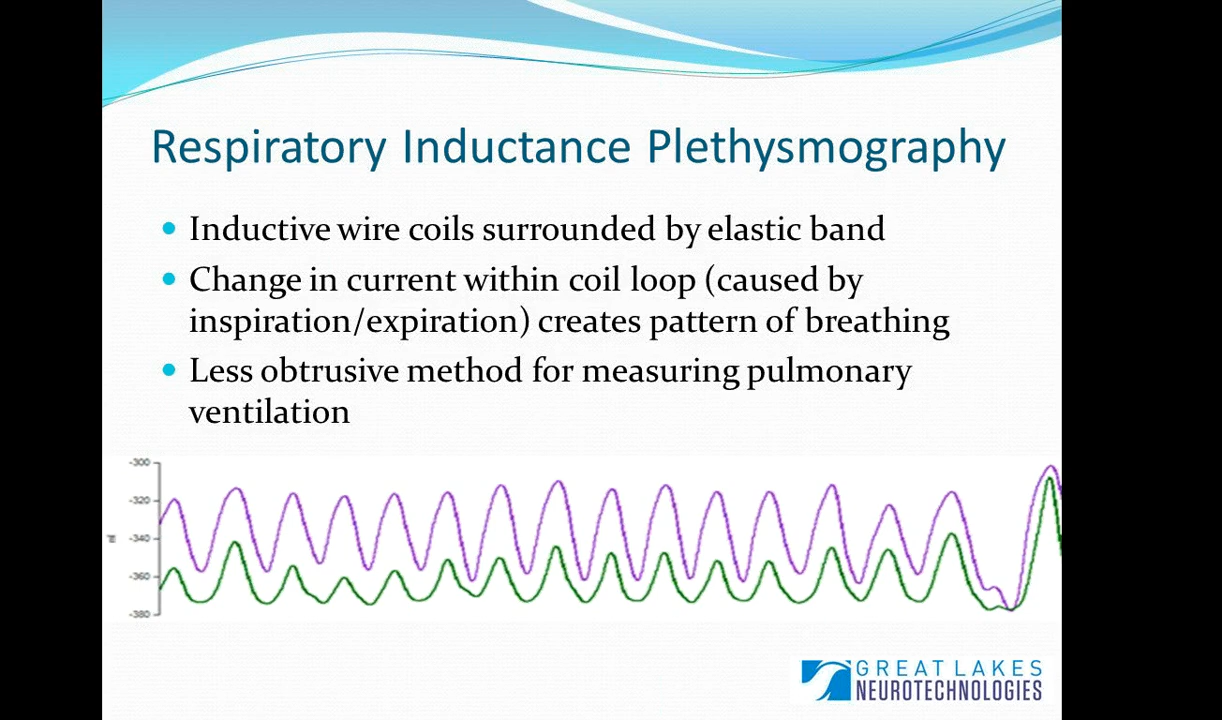 Respiratory Inductance Plethysmography
Inductive wire coils surrounded by elastic band
Change in current within coil loop (caused by
inspiration/expiration) creates pattern of breathing
Less obtrusive method for measuring pulmonary
ventilation
-300
-320
-340
-360
-380
GREAT LAKES
NEUROTECHNOLOGIES